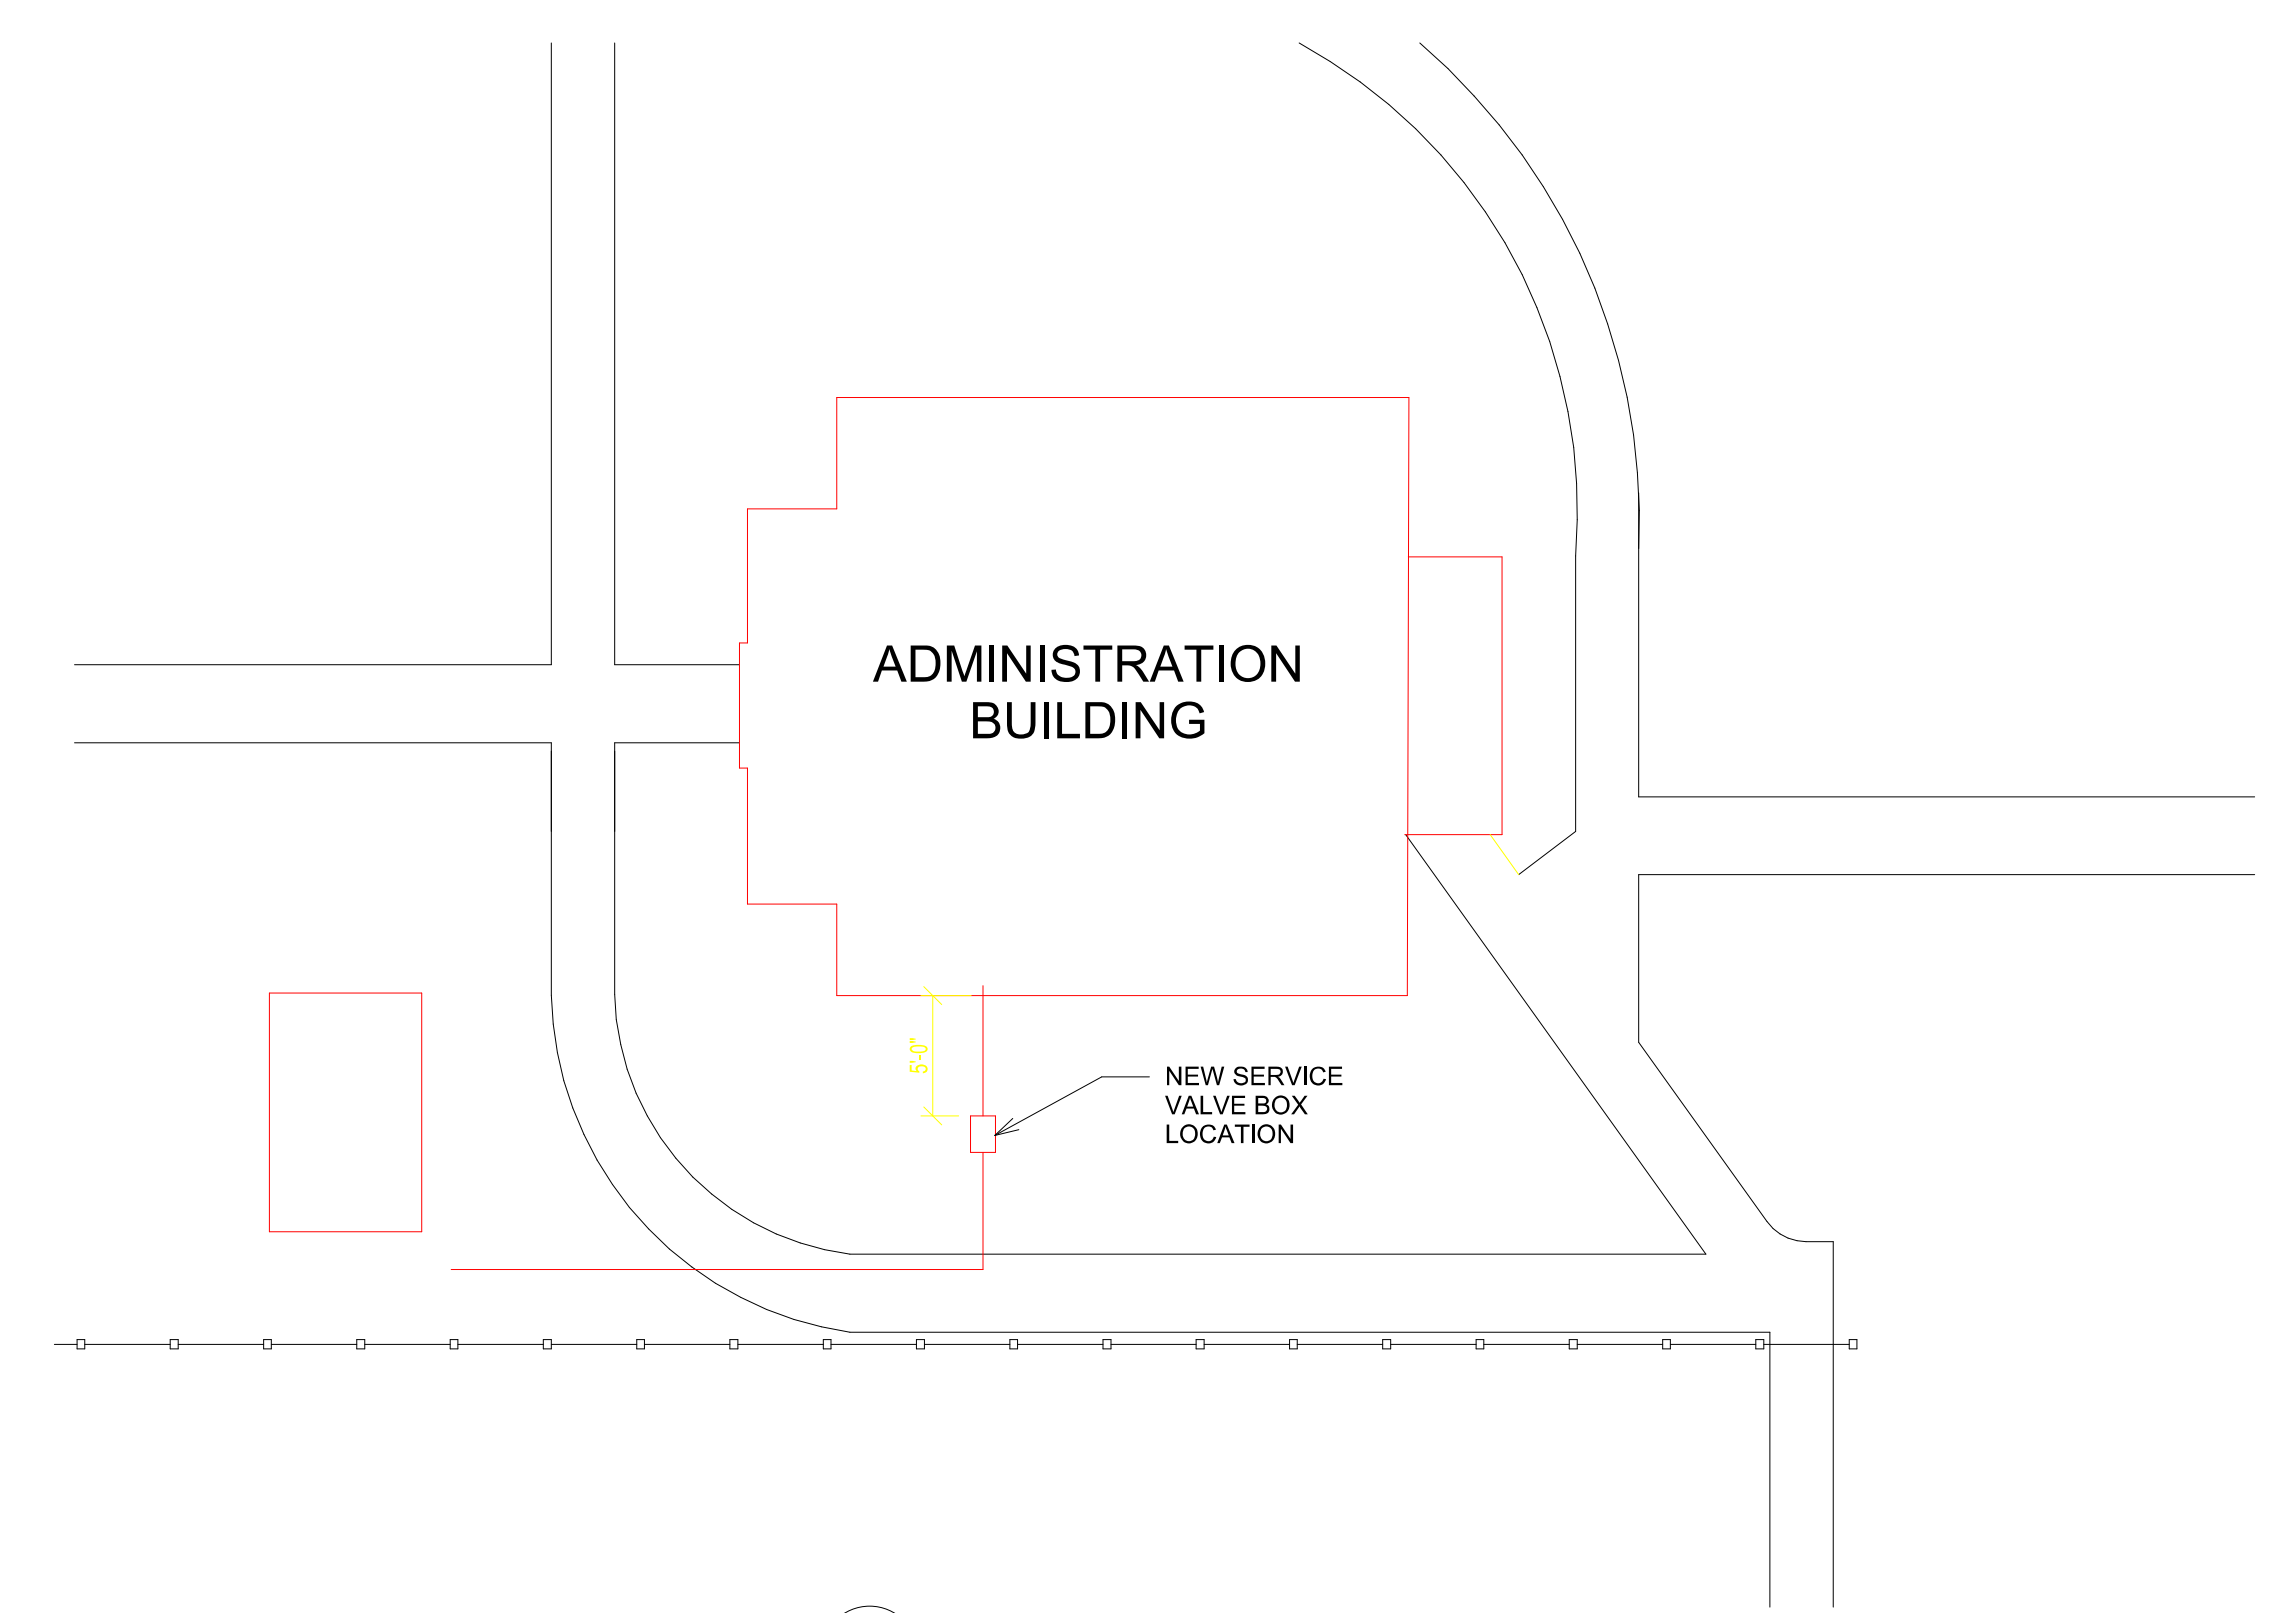 ADMINISTRATION
BUILDING
5'-0"
NEW SERVICE
VALVE BOX
LOCATION